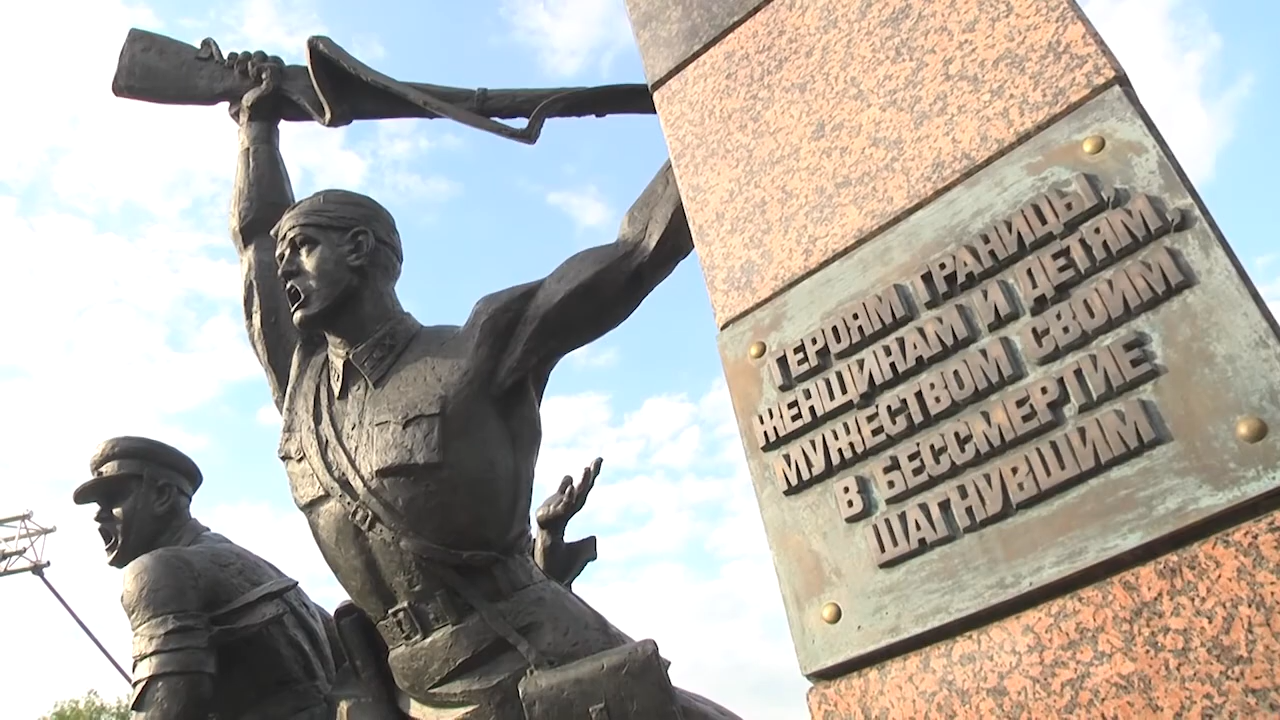 ГЕРОЯМ ГРАНИЦЫ,
ЖЕНЩИНАМ И ДЕТЯМ,
МУЖЕСТВОМ СВОИМ
В БЕССМЕРТИЕ
ШАГНУВШИМ